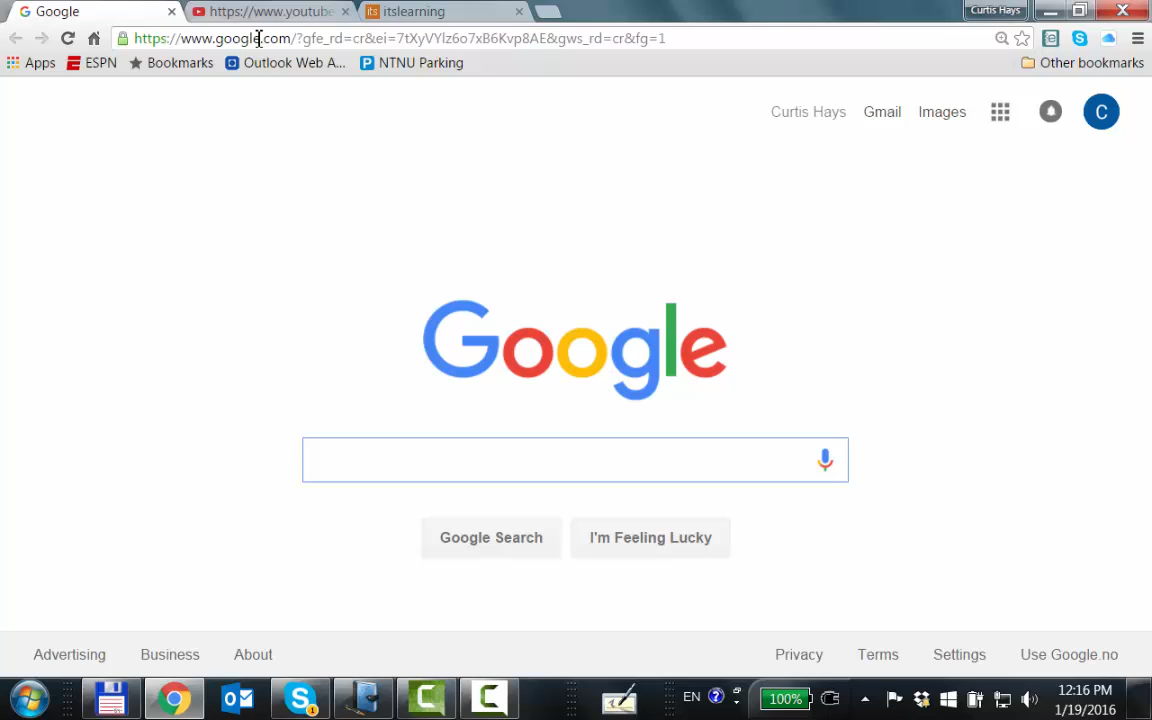 Google
https://www.youtube
itslearning
Curtis Hays
https://www.google.com/?gfe_rd=cr&ei=7tXyVYlz6o7xB6Kvp8AE&gws_rd=cr&fg=1
Apps
ESPN
Bookmarks
Outlook Web A...
NTNU Parking
Other bookmarks
Curtis Hays
Gmail
Images
C
Google
Google Search
I'm Feeling Lucky
Advertising
Business
About
Privacy
Terms
Settings
Use Google.no
EN
100%
12:16 PM
1/19/2016